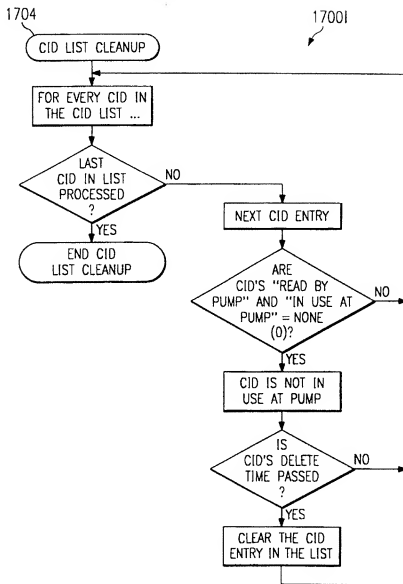 1704
1700I
CID LIST CLEANUP
FOR EVERY CID IN
THE CID LIST ...
LAST
CID IN LIST
PROCESSED
?
NO
YES
END CID
LIST CLEANUP
NEXT CID ENTRY
ARE
CID'S "READ BY
PUMP" AND "IN USE AT
PUMP" = NONE
(0)?
NO
YES
CID IS NOT IN
USE AT PUMP
IS
CID'S DELETE
TIME PASSED
?
NO
YES
CLEAR THE CID
ENTRY IN THE LIST